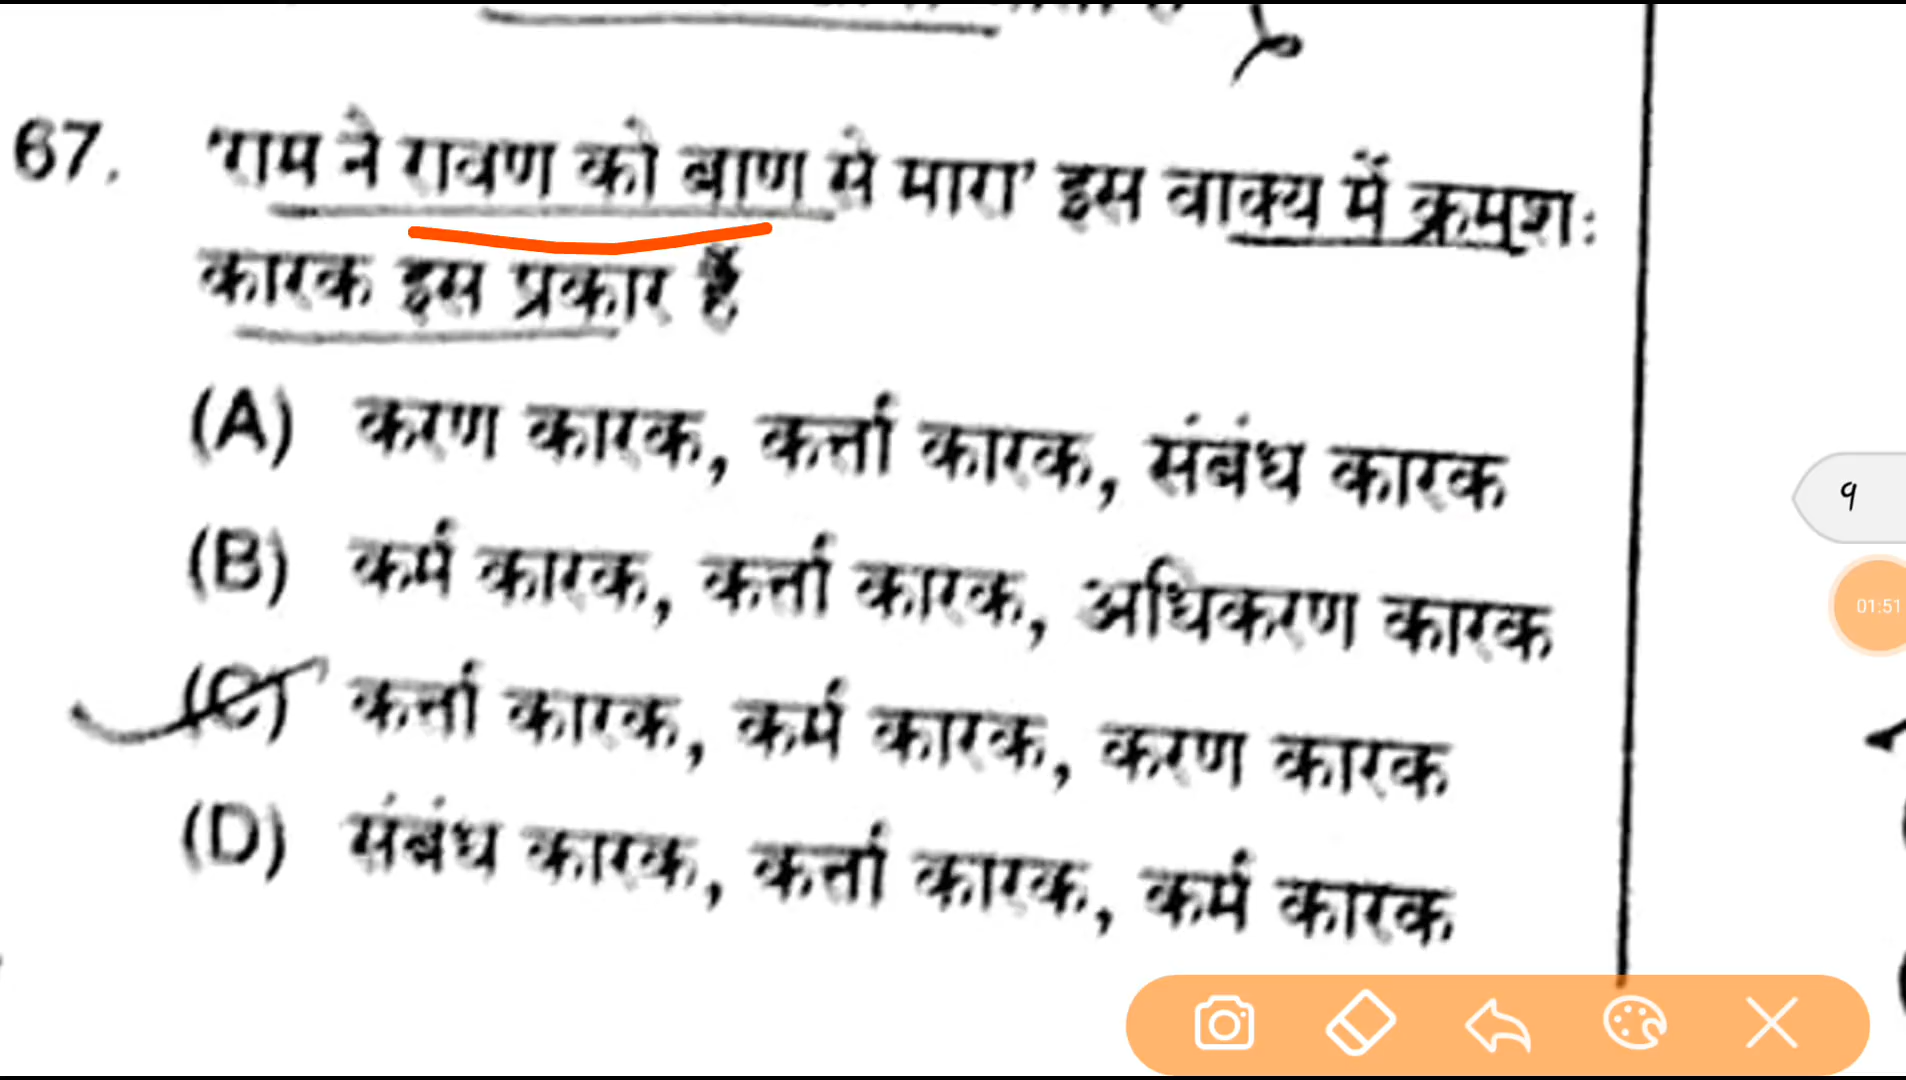 67. 'राम ने रावण को बाण से मारा' इस वाक्य में क्रमशः
कारक इस प्रकार हैं
(A) करण कारक, कर्त्ता कारक, संबंध कारक
(B) कर्म कारक, कर्त्ता कारक, अधिकरण कारक
(C) कर्त्ता कारक, कर्म कारक, करण कारक
(D) संबंध कारक, कर्त्ता कारक, कर्म कारक
9
01:51